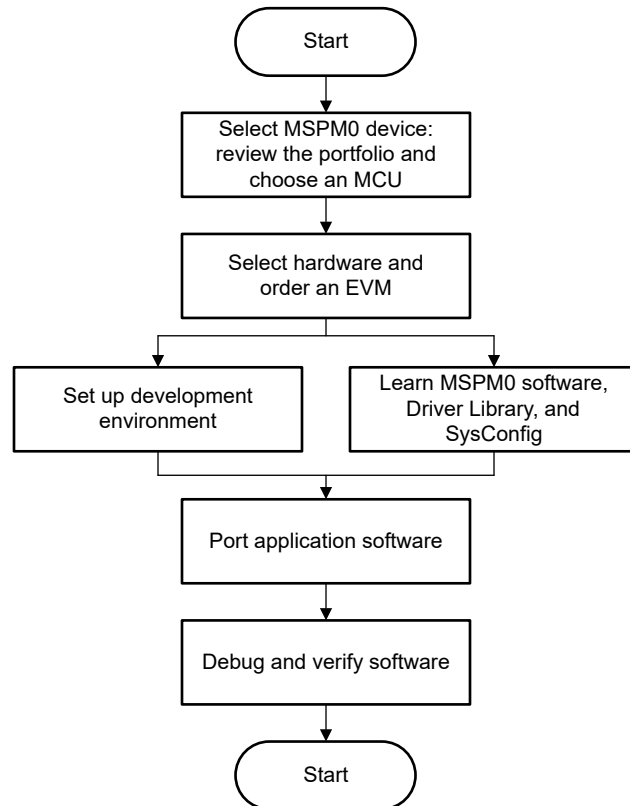 Start
Select MSPM0 device:
review the portfolio and
choose an MCU
Select hardware and
order an EVM
Set up development
environment
Learn MSPM0 software,
Driver Library, and
SysConfig
Port application software
Debug and verify software
Start